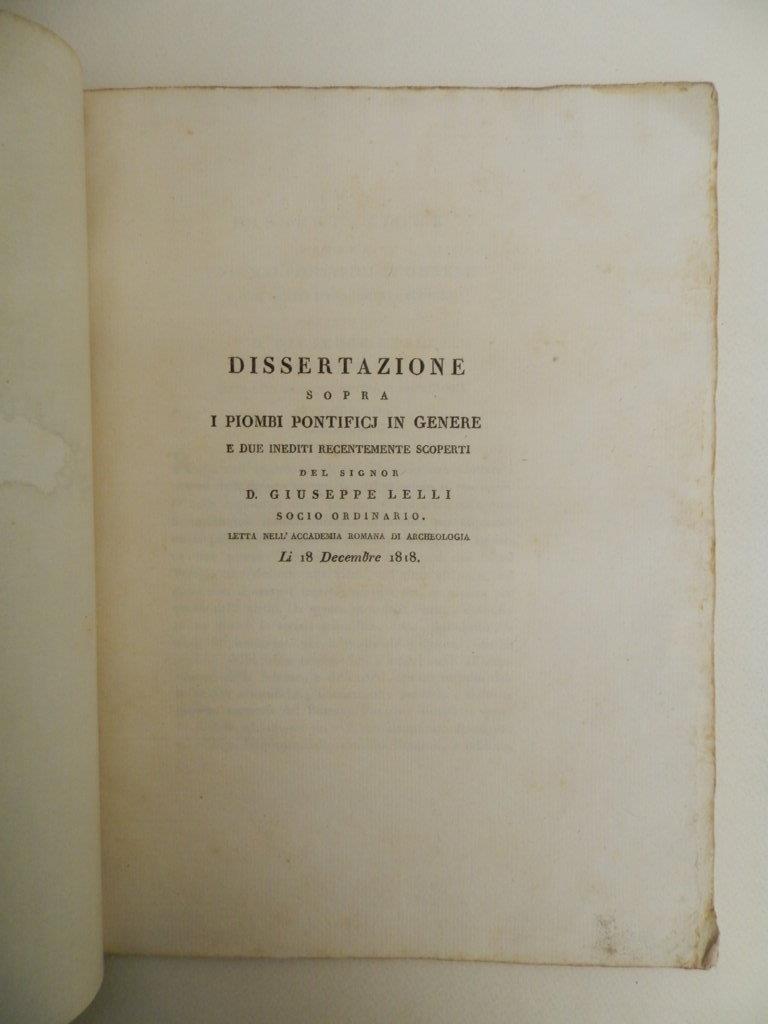 DISSERTAZIONE
SOPRA
I PIOMBI PONTIFICJ IN GENERE
E DUE INEDITI RECENTEMENTE SCOPERTI
DEL SIGNOR
D. GIUSEPPE LELLI
SOCIO ORDINARIO.
LETTA NELL' ACCADEMIA ROMANA DI ARCHEOLOGIA
Li 18 Decembre 1818.